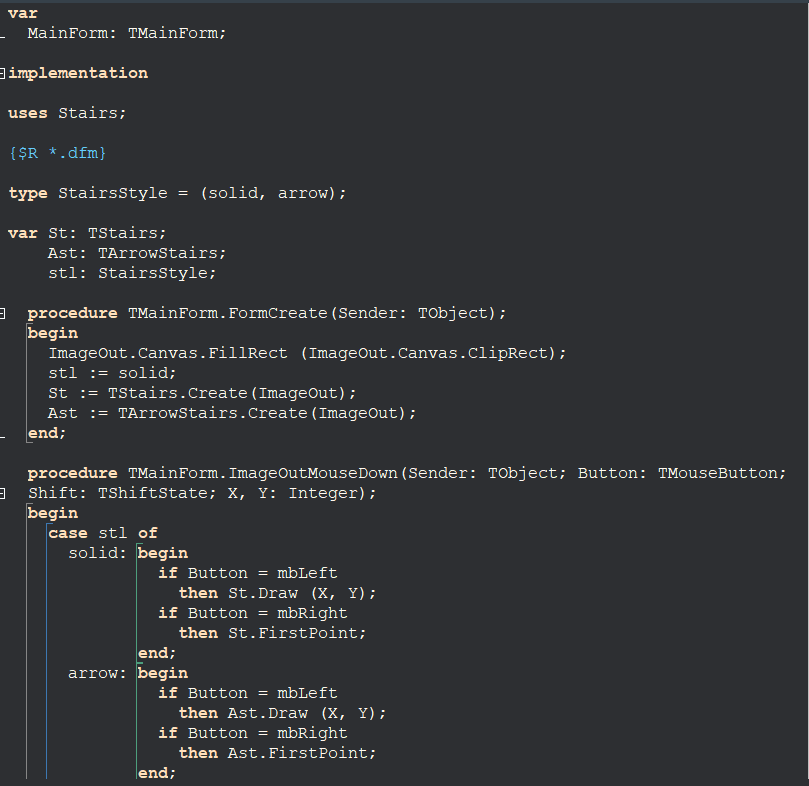 var
  MainForm: TMainForm;
implementation
uses Stairs;
{$R *.dfm}
type StairsStyle = (solid, arrow);
var St: TStairs;
    Ast: TArrowStairs;
    stl: StairsStyle;
  procedure TMainForm.FormCreate(Sender: TObject);
  begin
    ImageOut.Canvas.FillRect (ImageOut.Canvas.ClipRect);
    stl := solid;
    St := TStairs.Create(ImageOut);
    Ast := TArrowStairs.Create(ImageOut);
  end;
  procedure TMainForm.ImageOutMouseDown(Sender: TObject; Button: TMouseButton;
  Shift: TShiftState; X, Y: Integer);
  begin
    case stl of
      solid: begin
               if Button = mbLeft
                 then St.Draw (X, Y);
               if Button = mbRight
                 then St.FirstPoint;
             end;
      arrow: begin
               if Button = mbLeft
                 then Ast.Draw (X, Y);
               if Button = mbRight
                 then Ast.FirstPoint;
             end;